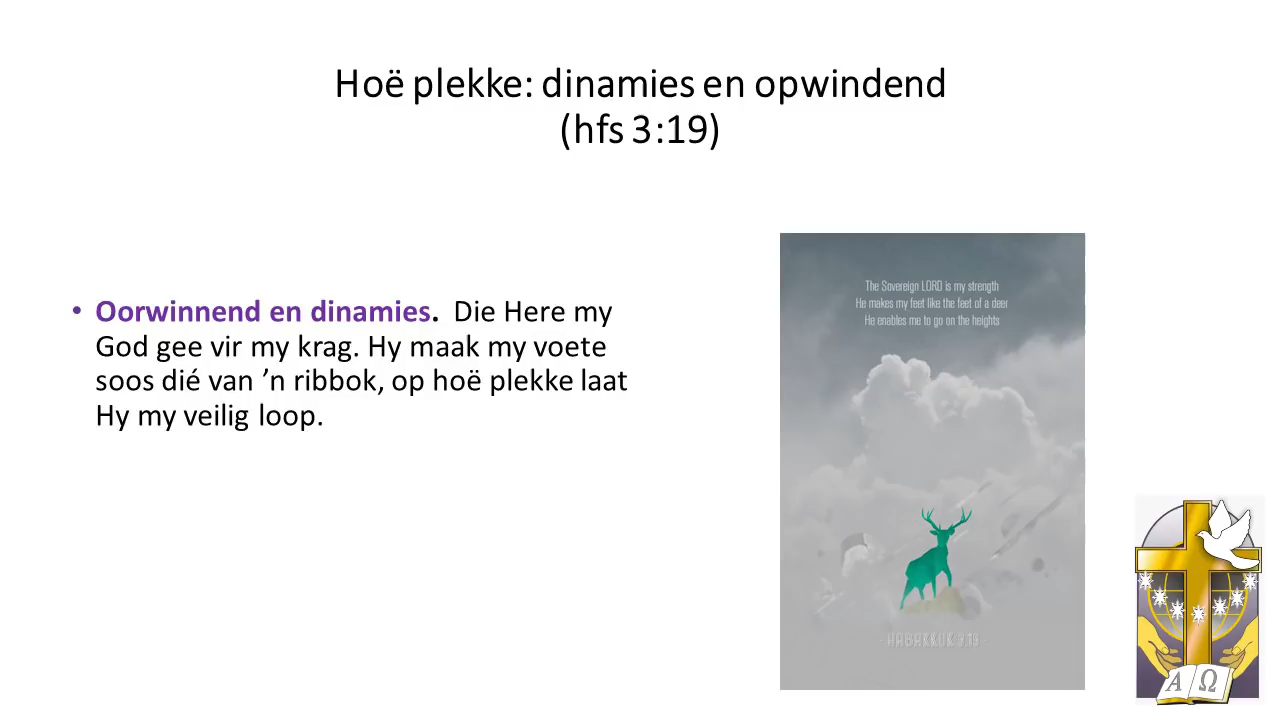 Hoë plekke: dinamies en opwindend
(hfs 3:19)
• Oorwinnend en dinamies. Die Here my
God gee vir my krag. Hy maak my voete
soos dié van ’n ribbok, op hoë plekke laat
Hy my veilig loop.
The Sovereign LORD is my strength
He makes my feet like the feet of a deer
He enables me to go on the heights
- HABAKKUK 3:19 -
A Ω